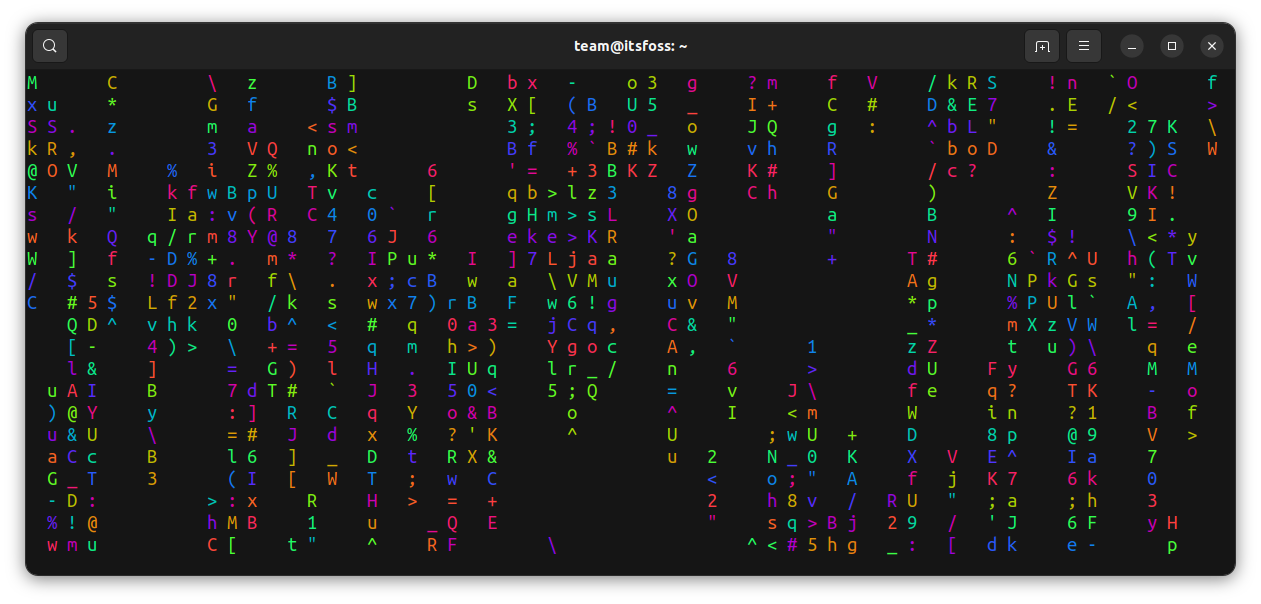 M C \ z B ] D b x - o 3 g ? m f V / k R S ! n ` O f
x u * G f $ B s X [ ( B U 5 _ I + C # D & E 7 . E / < >
S S . z m a < s m 3 ; 4 ; ! 0 _ o J Q g : ^ b L " ! = 2 7 K \
k R , . 3 V Q n o < B f % ` B # k w v h R ` b o D & ? ) S W
@ O V M % i Z % , K t 6 ' = + 3 B K Z Z K # ] / c ? : S I C
K " i k f w B p U T v c [ q b > l z 3 8 g C h G ) Z V K !
s / " I a : v ( R C 4 0 ` r g H m > s L X O a B ^ I 9 I .
w k Q q / r m 8 Y @ 8 7 6 J 6 e k e > K R ' a " N : $ ! \ < * y
W ] f - D % + . m * ? I P u * I ] 7 L j a a ? G 8 + T # 6 ` R ^ U h ( T v
/ $ s ! D J 8 r f \ . x ; c B w a \ V M u x O V A g N P k G s " : W
C # 5 $ L f 2 x " / k s w x 7 ) r B F w 6 ! g u v M * p % P U l ` A , [
Q D ^ v h k 0 b ^ < # q 0 a 3 = j C q , C & " _ * m X z V W l = /
[ - 4 ) > \ + = 5 q m h > ) Y g o c A , ` 1 z Z t u ) \ q e
l & ] = G ) l H . I U q l r _ / n 6 > d U F y G 6 M M
u A I B 7 d T # ` J 3 5 0 < 5 ; Q = v J \ f e q ? T K - o
) @ Y y : ] R C q Y o & B o ^ I < m W i n ? 1 B f
u & U \ = # J d x % ? ' K ^ U ; w U + D 8 p @ 9 V >
a C c B l 6 ] _ D t R X & u 2 N _ 0 K X V E ^ I a 7
G _ T 3 ( I [ W T ; w C < o ; " A f j K 7 6 k 0
- D : > : x R H > = + 2 h 8 v / R U " ; a ; h 3
% ! @ h M B 1 u _ Q E " s q > B j 2 9 / ' J 6 F y H
w m u C [ t " ^ R F \ ^ < # 5 h g _ : [ d k e - p
team@itsfoss: ~